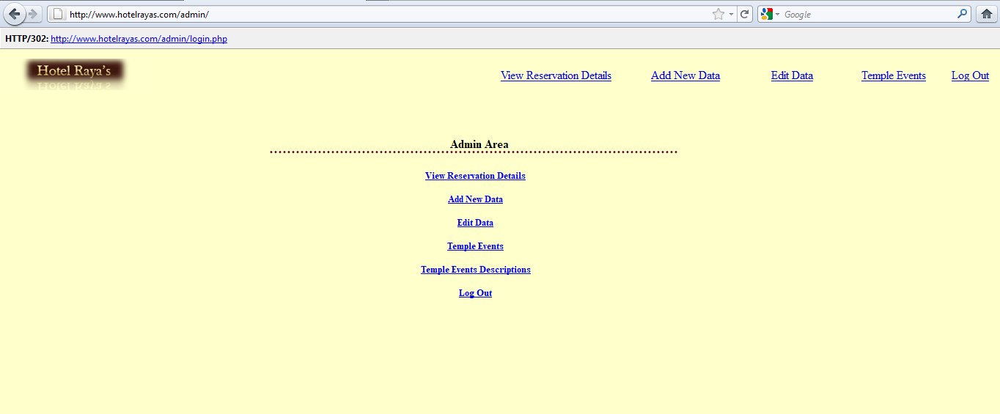 http://www.hotelrayas.com/admin/
Google
HTTP/302: http://www.hotelrayas.com/admin/login.php
Hotel Raya's
View Reservation Details Add New Data Edit Data Temple Events Log Out
Admin Area
View Reservation Details
Add New Data
Edit Data
Temple Events
Temple Events Descriptions
Log Out